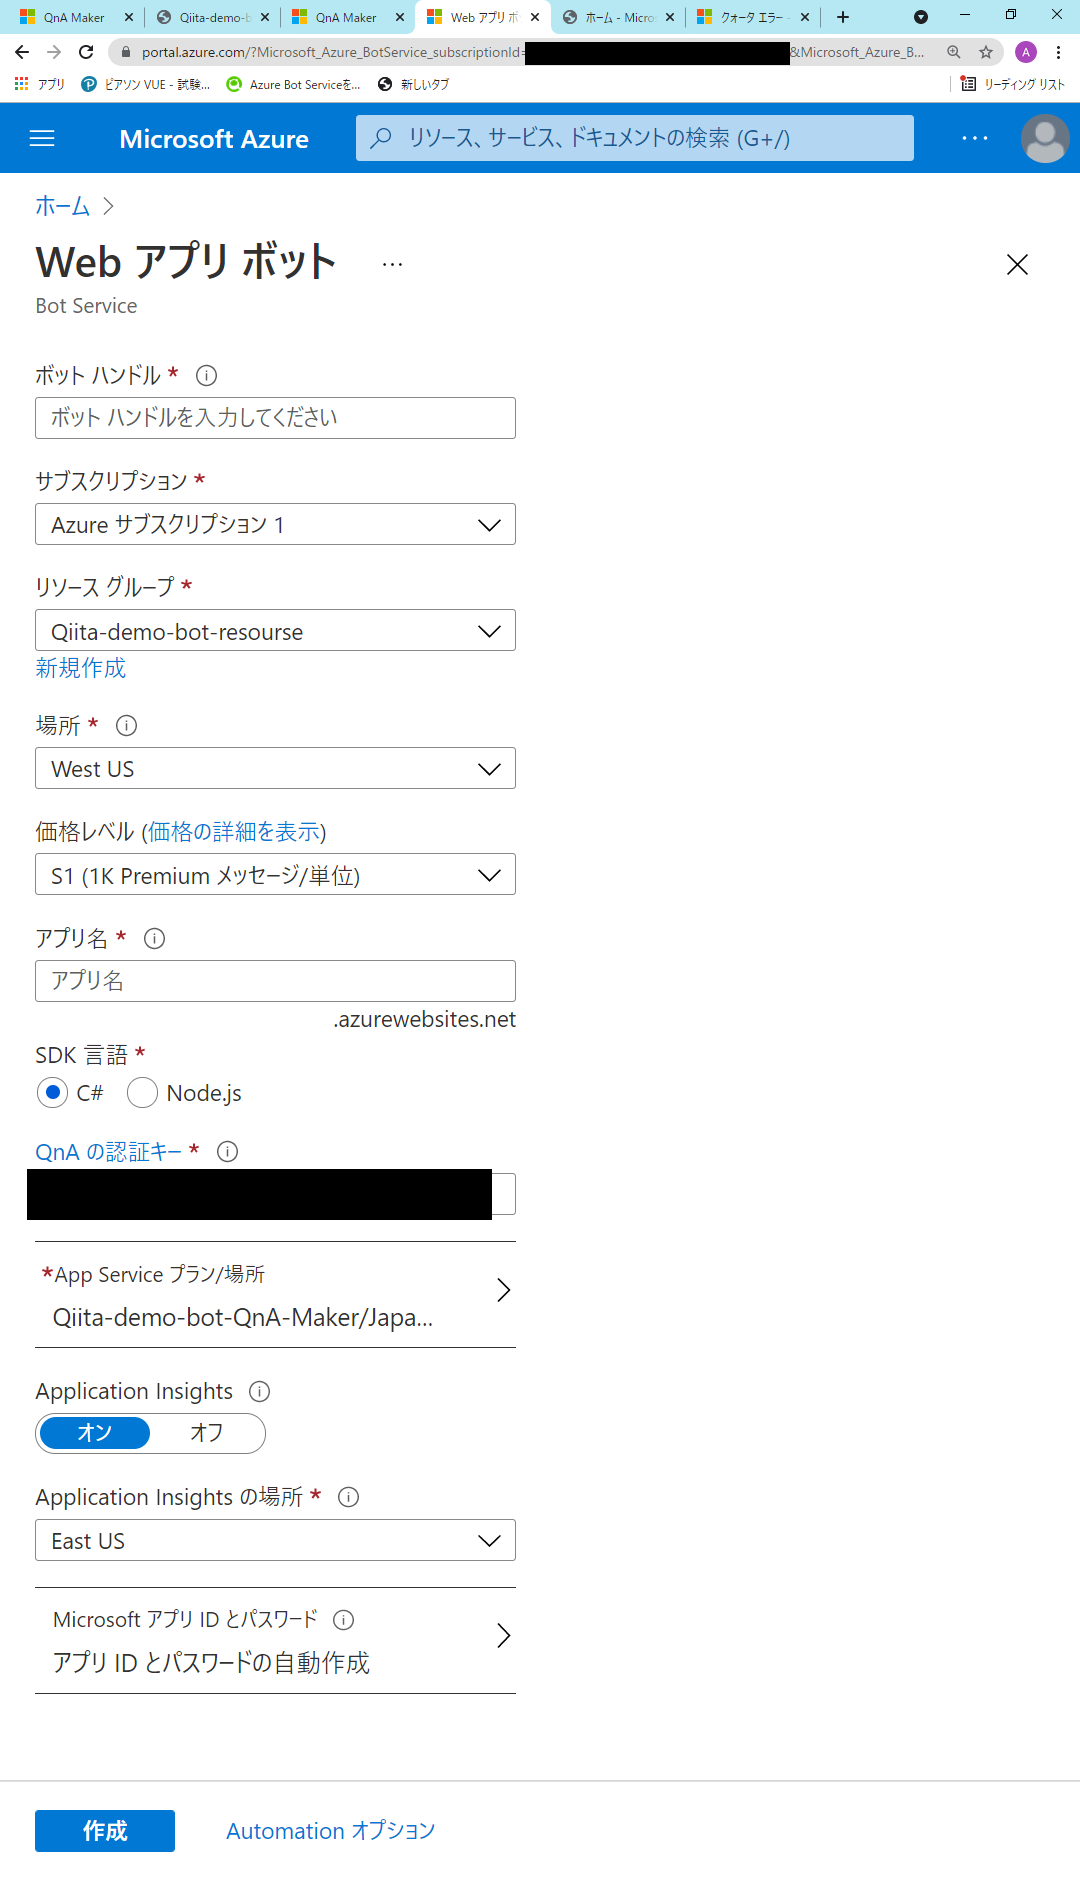 QnA Maker
Qiita-demo-b
QnA Maker
Web アプリ ボ
ホーム - Micro
クォータ エラー -
portal.azure.com/?Microsoft_Azure_BotService_subscriptionId=
&Microsoft_Azure_B...
A
アプリ
ピアソン VUE - 試験...
Azure Bot Serviceを...
新しいタブ
リーディング リスト
Microsoft Azure
リソース、サービス、ドキュメントの検索 (G+/)
ホーム
Web アプリ ボット
Bot Service
ボット ハンドル *
ボット ハンドルを入力してください
サブスクリプション *
Azure サブスクリプション 1
リソース グループ *
Qiita-demo-bot-resourse
新規作成
場所 *
West US
価格レベル (価格の詳細を表示)
S1 (1K Premium メッセージ/単位)
アプリ名 *
アプリ名
.azurewebsites.net
SDK 言語 *
C# Node.js
QnA の認証キー *
*App Service プラン/場所
Qiita-demo-bot-QnA-Maker/Japa...
Application Insights
オン オフ
Application Insights の場所 *
East US
Microsoft アプリ ID とパスワード
アプリ ID とパスワードの自動作成
作成
Automation オプション